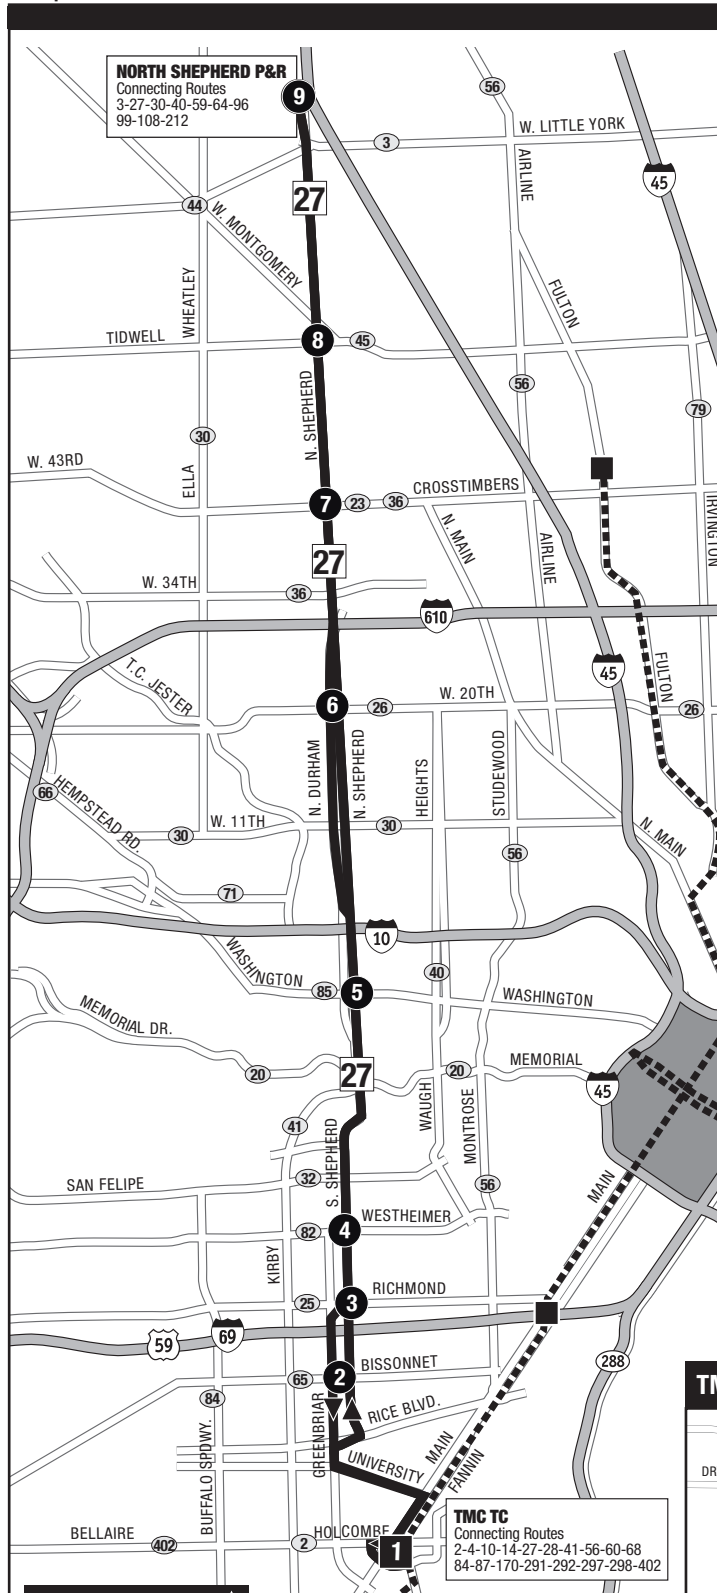 NORTH SHEPHERD P&R
Connecting Routes
3-27-30-40-59-64-96
99-108-212
9
56
W. LITTLE YORK
3
AIRLINE
45
27
44
W. MONTGOMERY
WHEATLEY
FULTON
TIDWELL
8
45
N. SHEPHERD
56
79
30
W. 43RD
ELLA
CROSSTIMBERS
7
23
36
IRVINGTON
N. MAIN
AIRLINE
27
W. 34TH
36
610
45
FULTON
T.C. JESTER
W. 20TH
6
26
26
N. DURHAM
N. SHEPHERD
HEIGHTS
STUDEWOOD
66
HEMPSTEAD RD.
W. 11TH
30
30
N. MAIN
56
71
10
WASHINGTON
40
85
5
WASHINGTON
MEMORIAL DR.
MEMORIAL
20
27
20
45
WAUGH
MONTROSE
41
S. SHEPHERD
32
SAN FELIPE
56
MAIN
WESTHEIMER
82
4
KIRBY
RICHMOND
25
3
59
69
BISSONNET
288
65
2
TM
84
GREENBRIAR
RICE BLVD.
BUFFALO SPDWY.
UNIVERSITY
MAIN
FANNIN
DR
TMC TC
Connecting Routes
2-4-10-14-27-28-41-56-60-68
84-87-170-291-292-297-298-402
BELLAIRE
402
2
HOLCOMBE
1